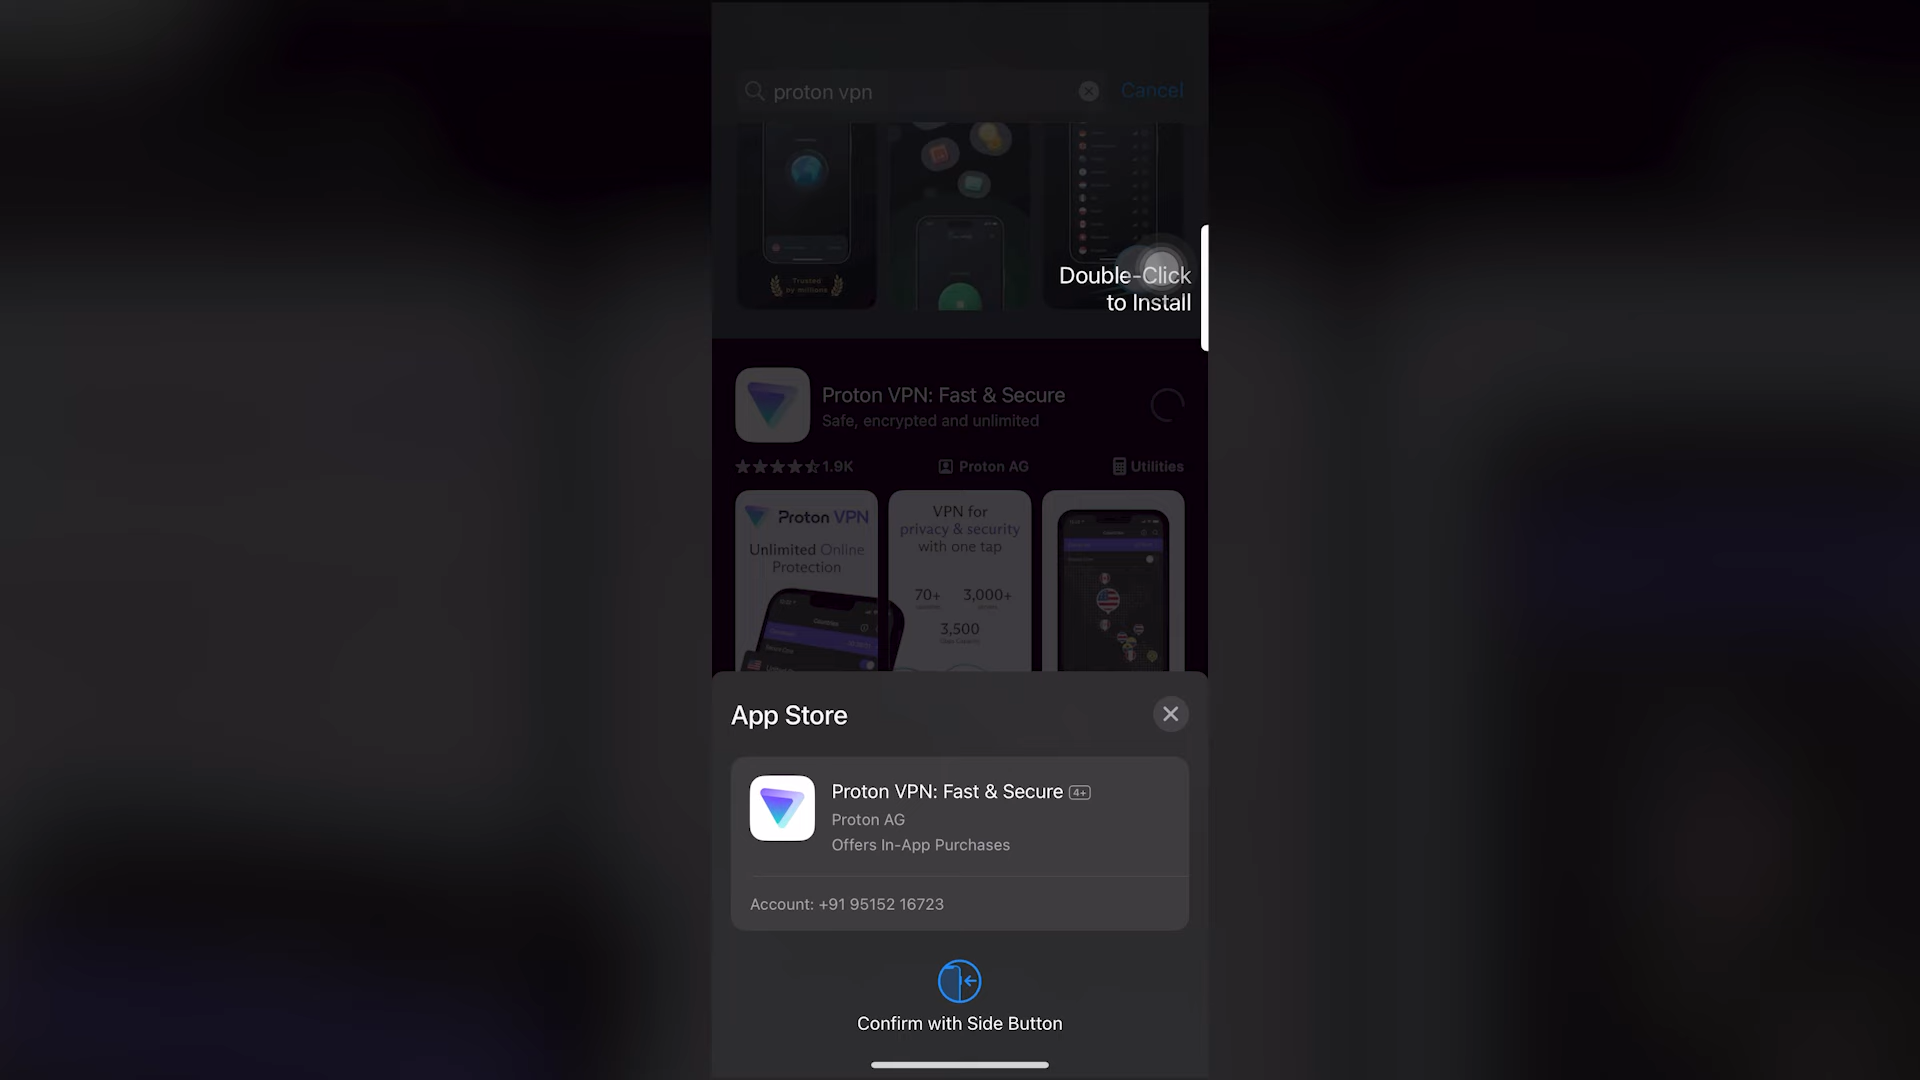 proton vpn
Cancel
Trusted
by millions
Double-Click
to Install
Proton VPN: Fast & Secure
Safe, encrypted and unlimited
1.9K
Proton AG
Utilities
Proton VPN
Unlimited Online
Protection
VPN for
privacy & security
with one tap
70+
3,000+
3,500
App Store
Proton VPN: Fast & Secure 4+
Proton AG
Offers In-App Purchases
Account: +91 95152 16723
Confirm with Side Button